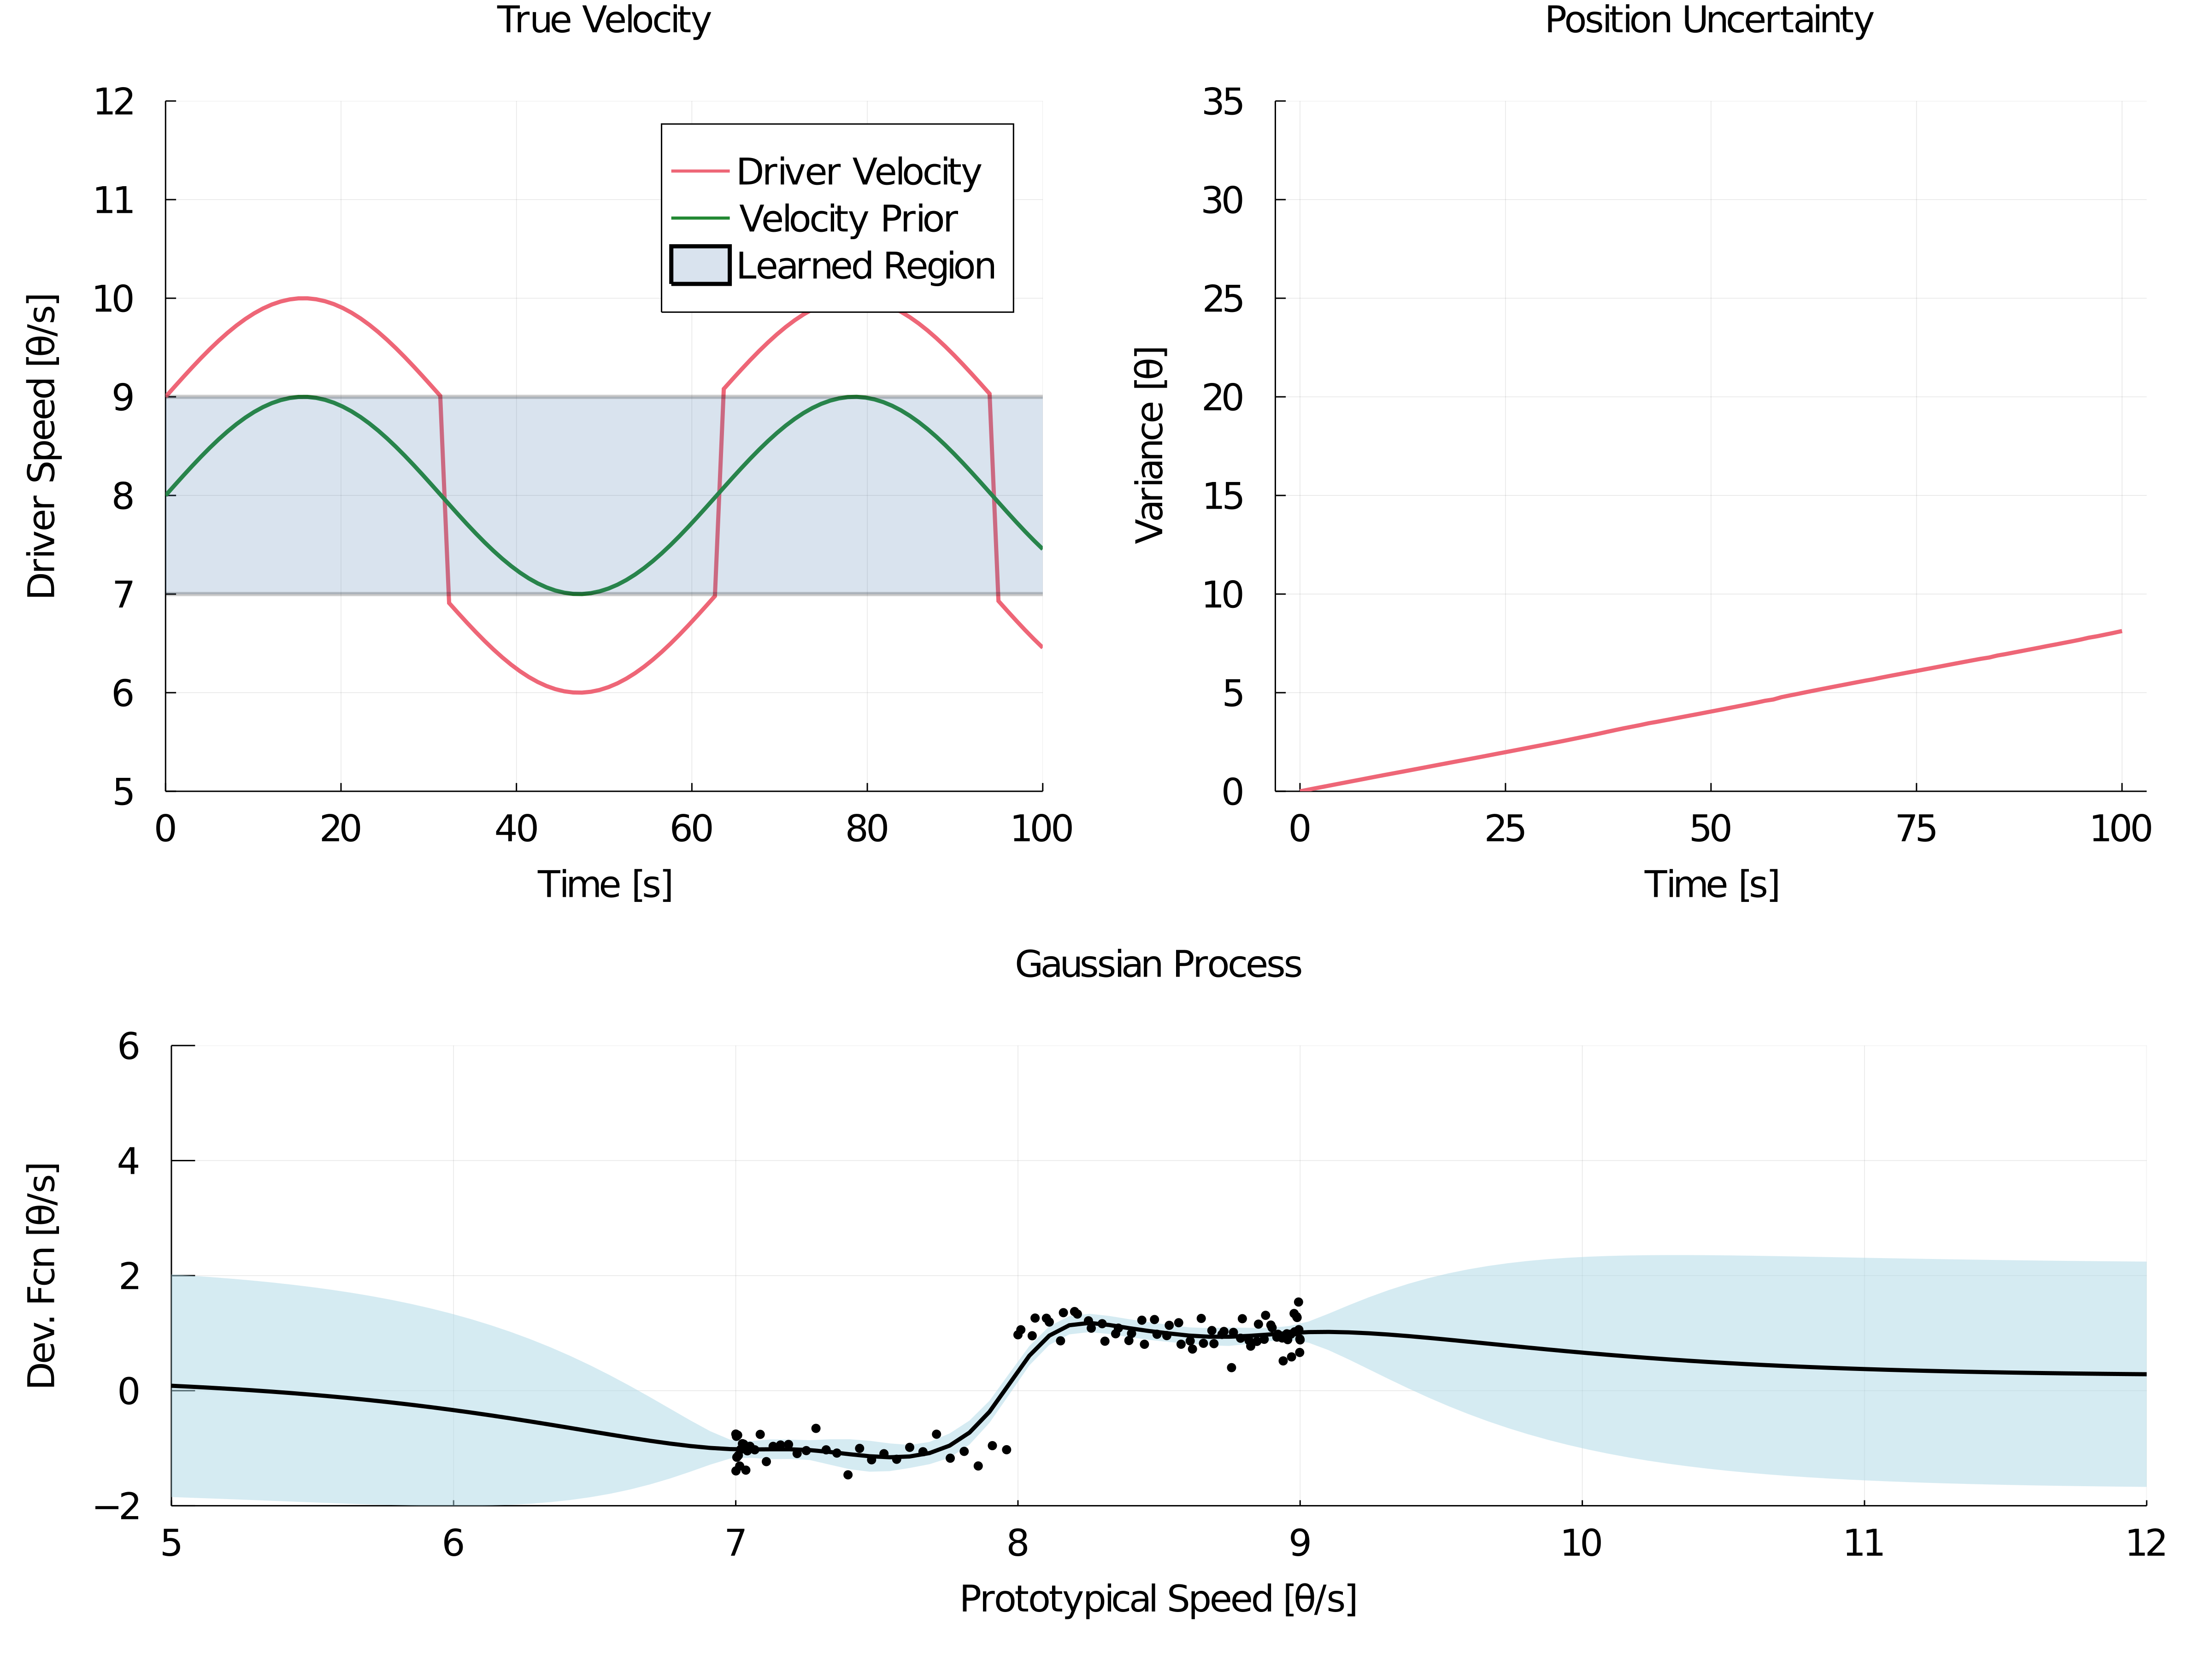 True Velocity
Position Uncertainty
12
11
10
9
8
7
6
5
Driver Speed [θ/s]
Driver Velocity
Velocity Prior
Learned Region
0 20 40 60 80 100
Time [s]
35
30
25
20
15
10
5
0
Variance [θ]
0 25 50 75 100
Time [s]
Gaussian Process
6
4
2
0
−2
Dev. Fcn [θ/s]
5 6 7 8 9 10 11 12
Prototypical Speed [θ/s]